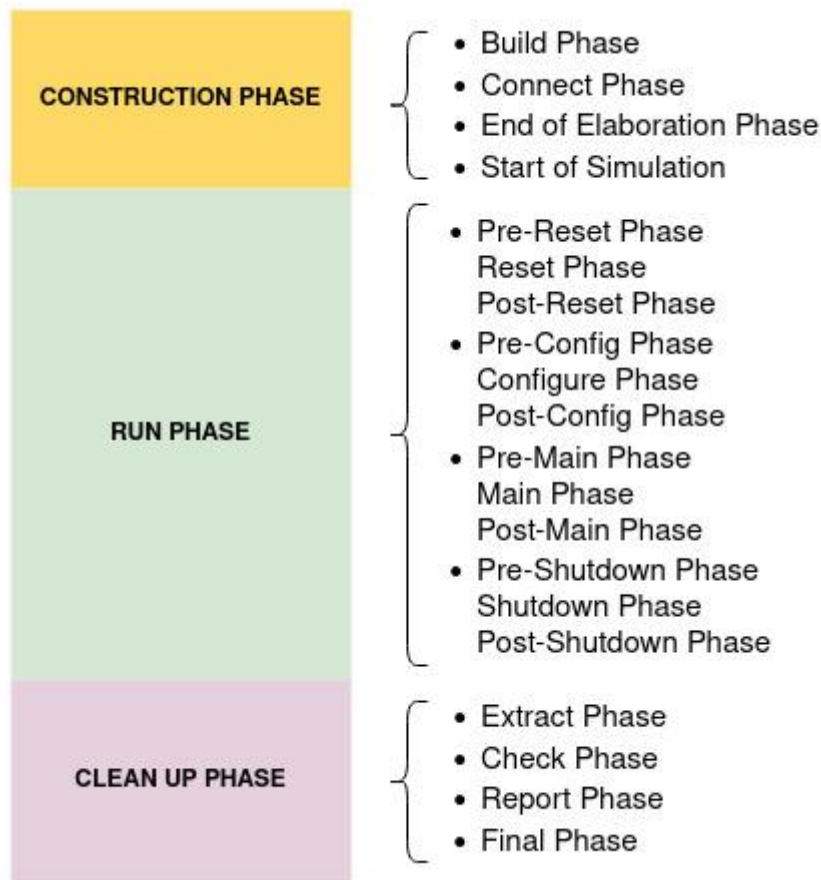 CONSTRUCTION PHASE
• Build Phase
• Connect Phase
• End of Elaboration Phase
• Start of Simulation
RUN PHASE
• Pre-Reset Phase
Reset Phase
Post-Reset Phase
• Pre-Config Phase
Configure Phase
Post-Config Phase
• Pre-Main Phase
Main Phase
Post-Main Phase
• Pre-Shutdown Phase
Shutdown Phase
Post-Shutdown Phase
CLEAN UP PHASE
• Extract Phase
• Check Phase
• Report Phase
• Final Phase